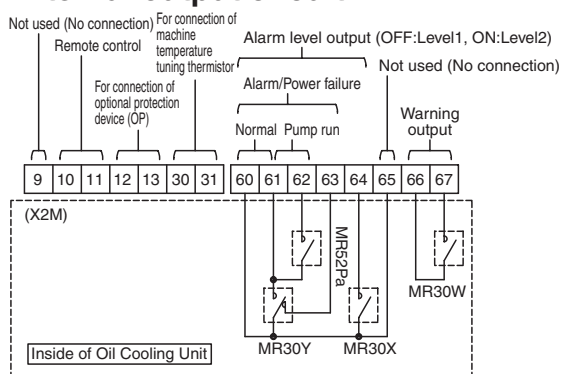 Not used (No connection)
Remote control
For connection of
machine
temperature
tuning thermistor
For connection of
optional protection
device (OP)
Alarm level output (OFF:Level1, ON:Level2)
Not used (No connection)
Alarm/Power failure
Normal
Pump run
Warning
output
9 10 11 12 13 30 31 60 61 62 63 64 65 66 67
(X2M)
MR52Pa
MR30W
MR30Y
MR30X
Inside of Oil Cooling Unit